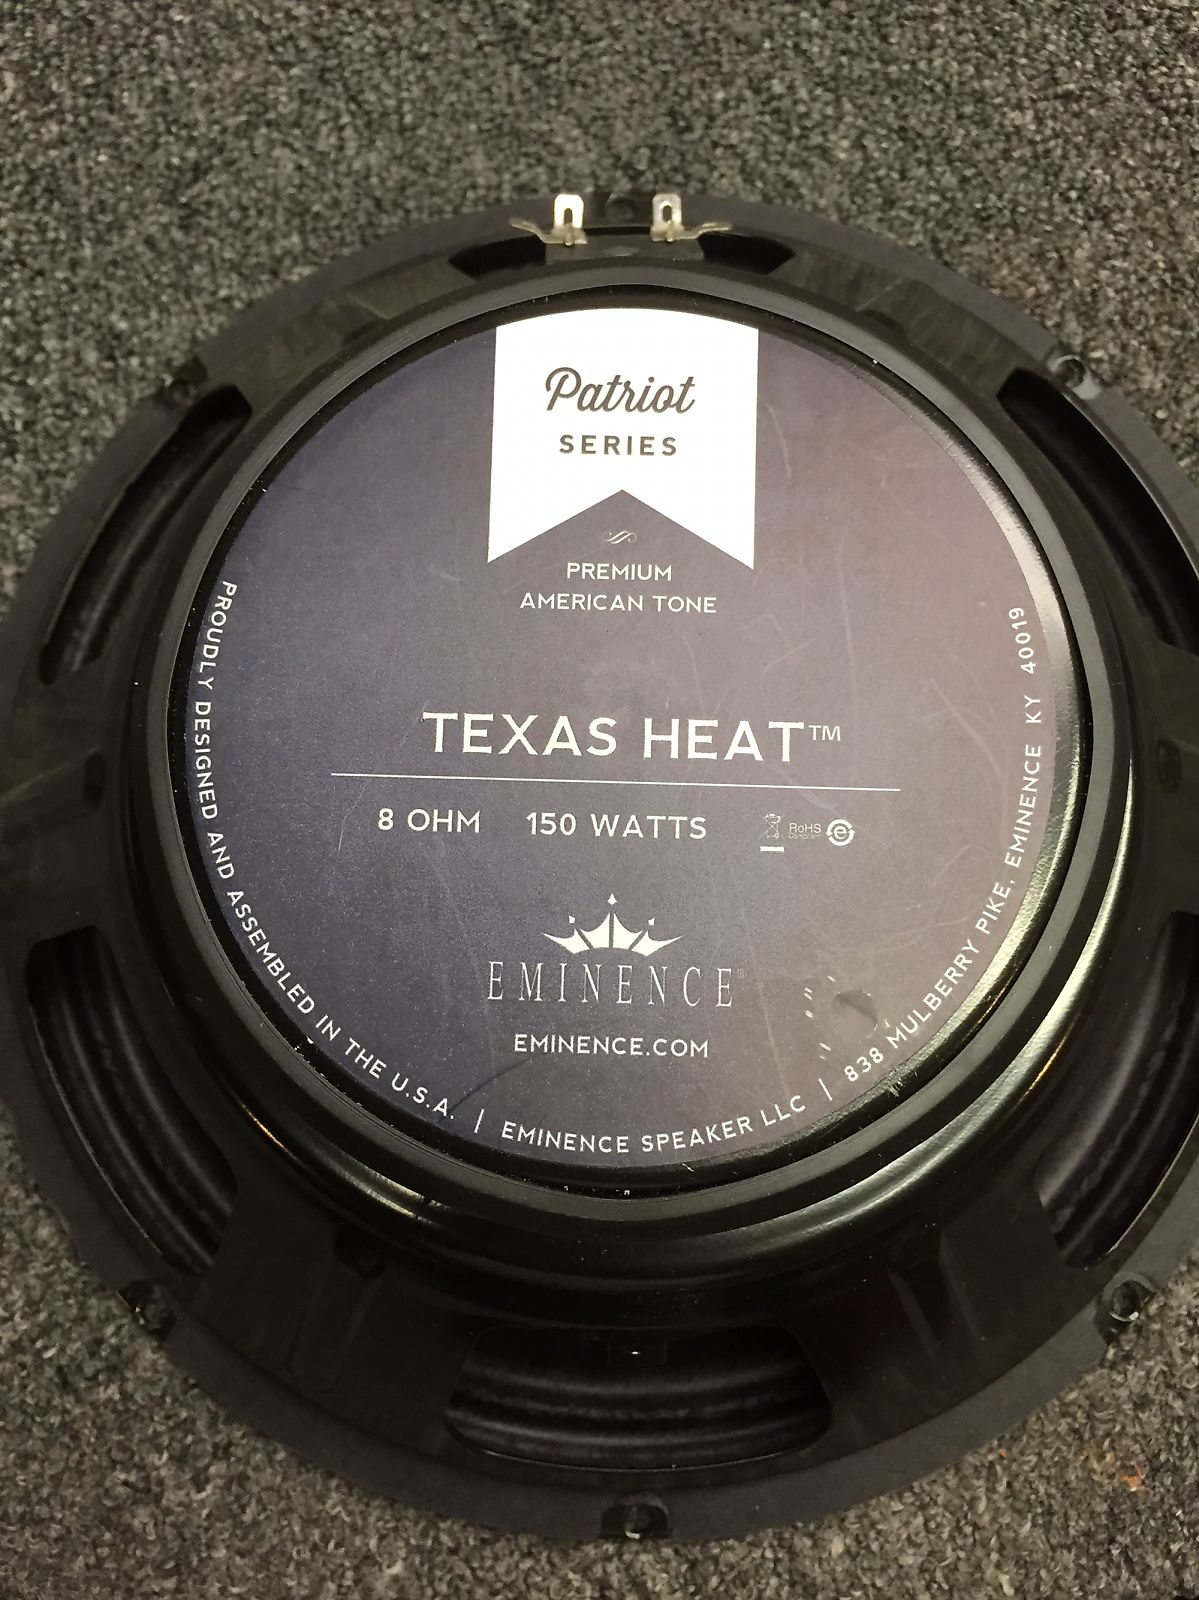 Patriot
SERIES
PREMIUM
AMERICAN TONE
TEXAS HEAT™
8 OHM 150 WATTS
RoHS
e
EMINENCE®
EMINENCE.COM
PROUDLY DESIGNED AND ASSEMBLED IN THE U.S.A. | EMINENCE SPEAKER LLC | 838 MULBERRY PIKE, EMINENCE KY 40019